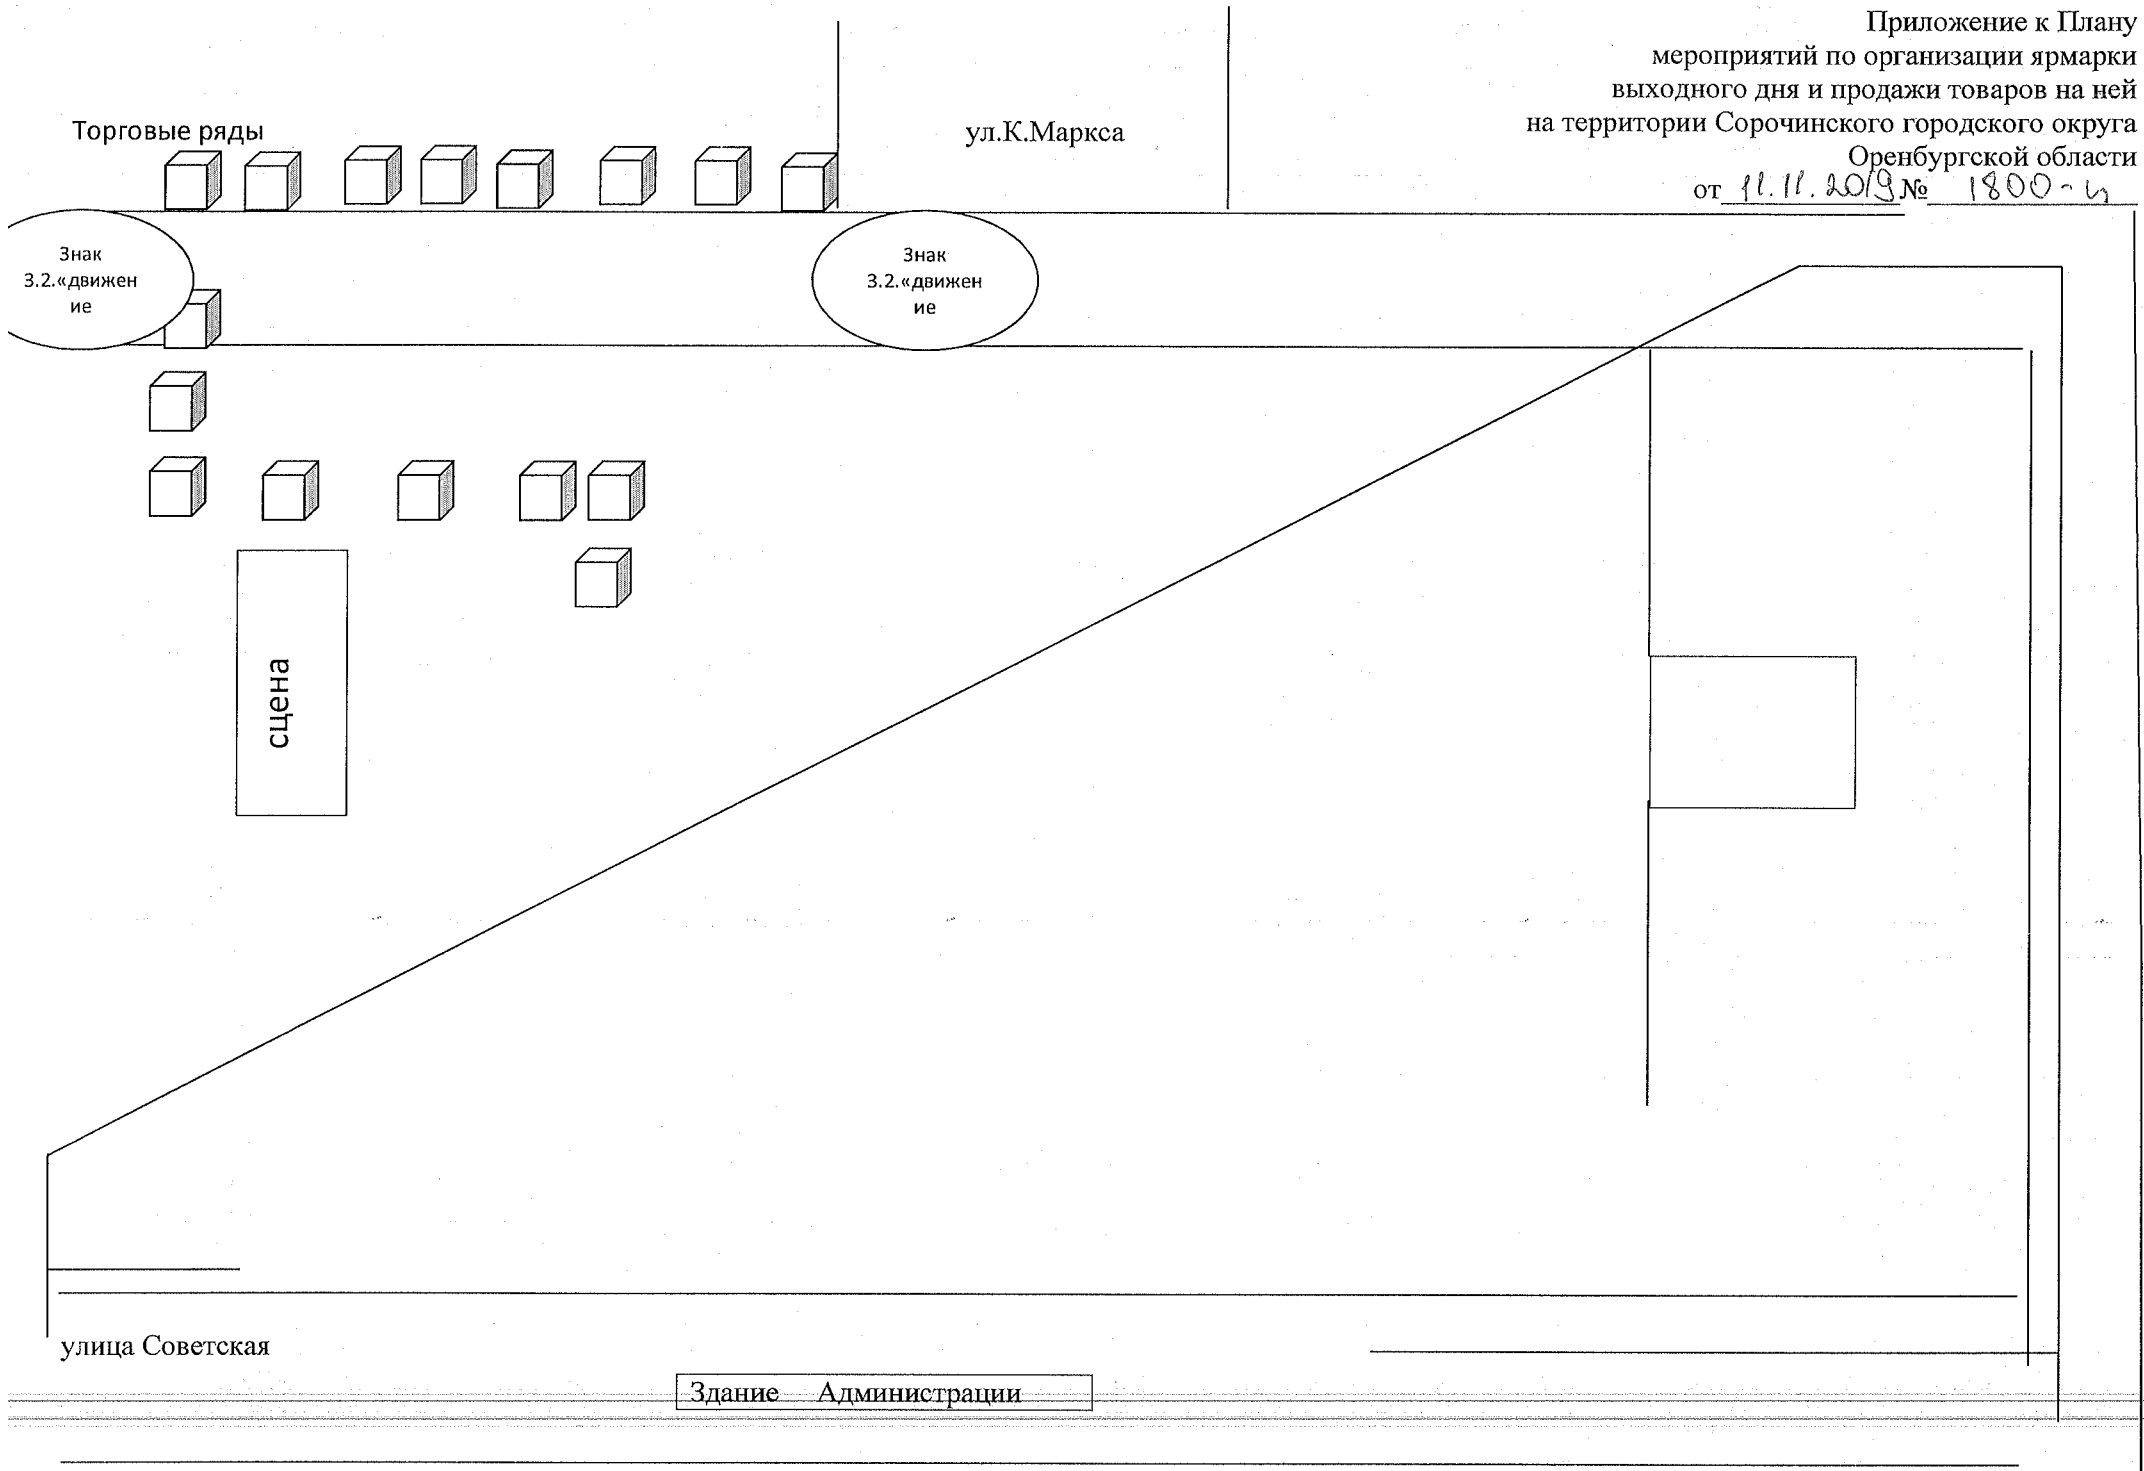 Приложение к Плану
мероприятий по организации ярмарки
выходного дня и продажи товаров на ней
на территории Сорочинского городского округа
Оренбургской области
от 11.11.2019 № 1800-п
Торговые ряды
ул.К.Маркса
Знак
3.2.«движен
ие
Знак
3.2.«движен
ие
сцена
улица Советская
Здание Администрации